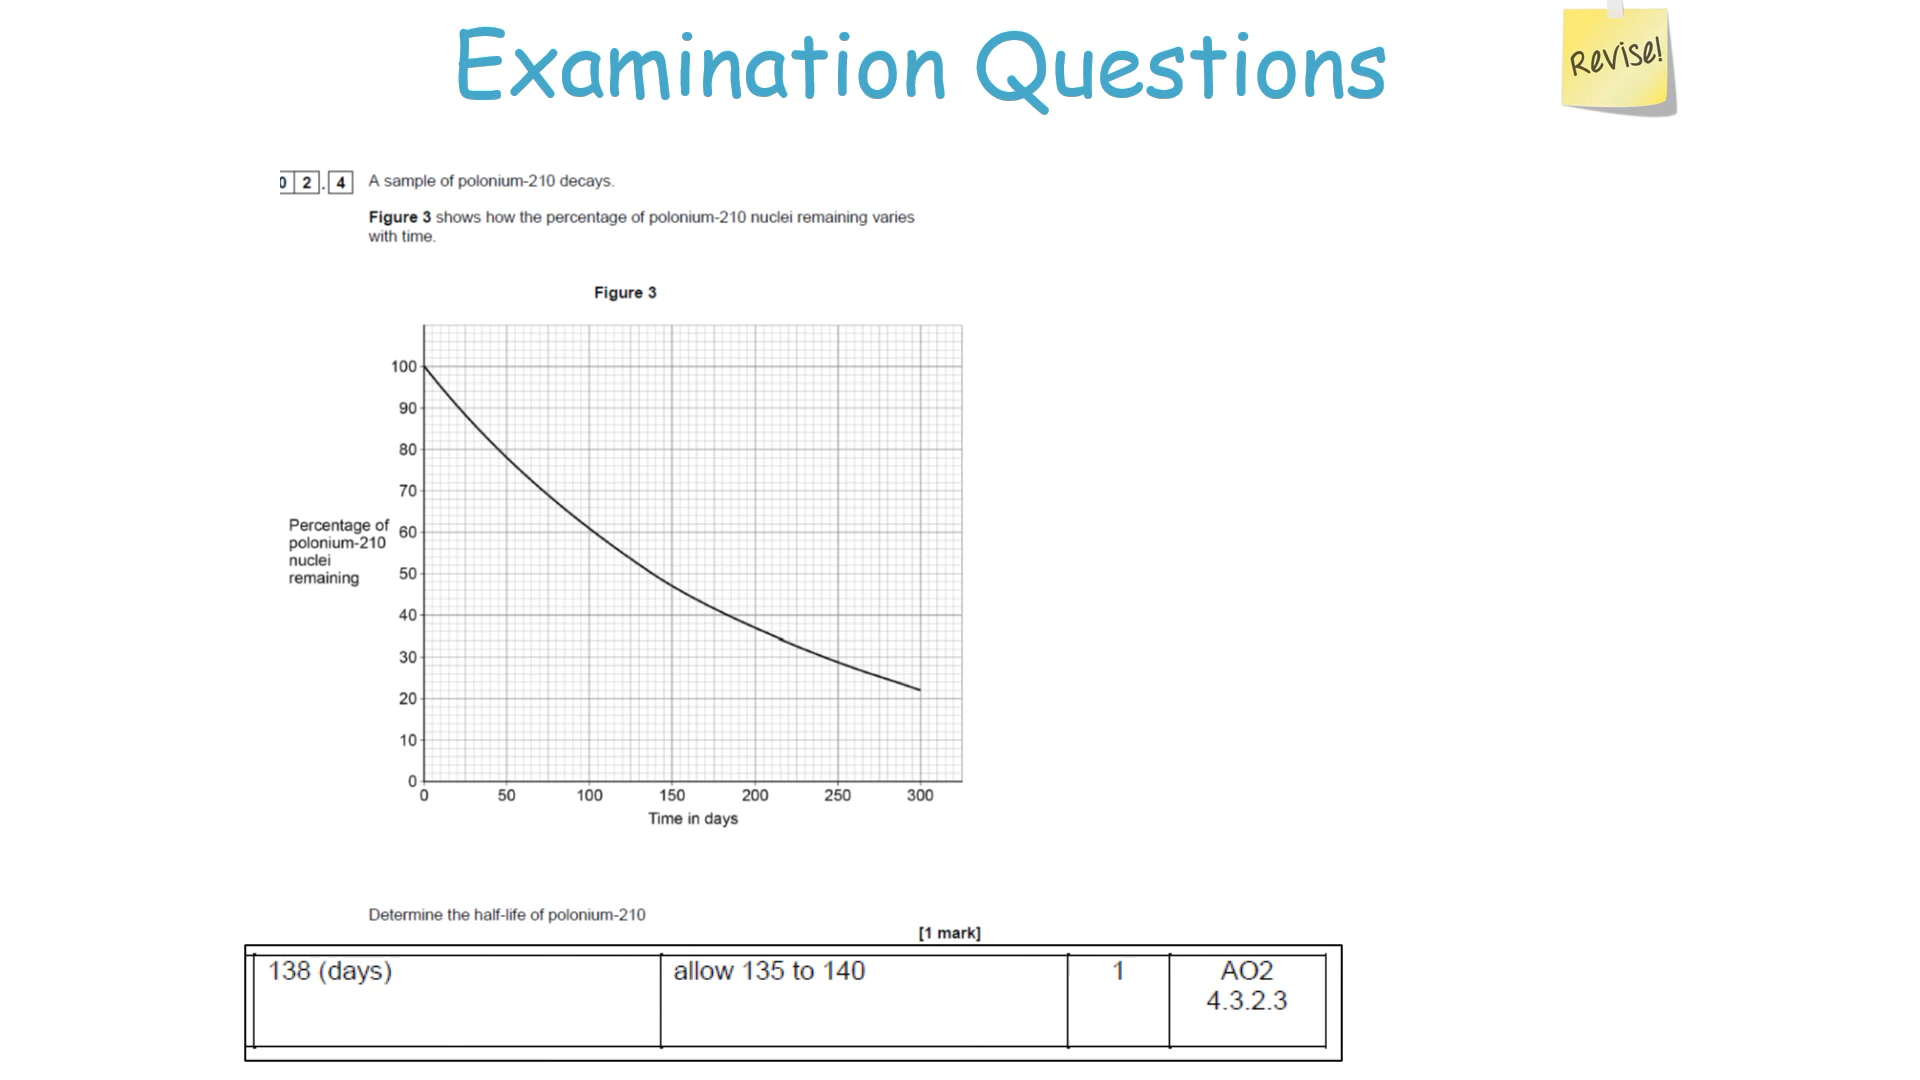 Examination Questions
Revise!
0 2 . 4 A sample of polonium-210 decays.
Figure 3 shows how the percentage of polonium-210 nuclei remaining varies
with time.
Figure 3
100
90
80
70
60
50
40
30
20
10
0
Percentage of
polonium-210
nuclei
remaining
0 50 100 150 200 250 300
Time in days
Determine the half-life of polonium-210
[1 mark]
138 (days) allow 135 to 140 1 AO2
4.3.2.3